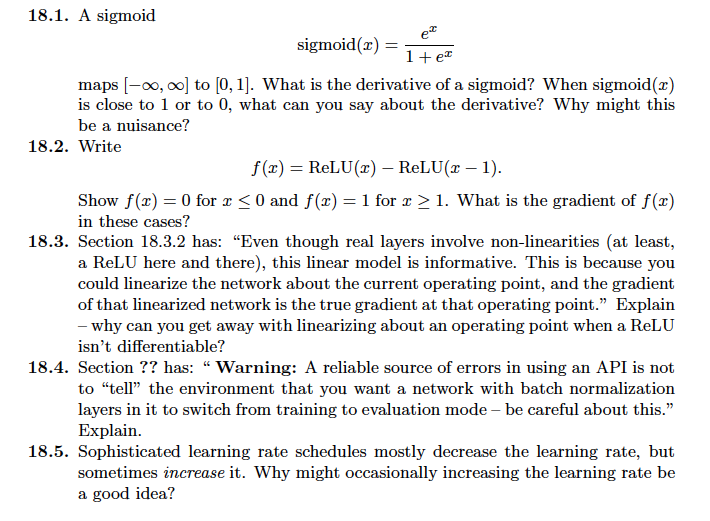 18.1. A sigmoid
sigmoid(x) = e^x / (1 + e^x)
maps [−∞, ∞] to [0, 1]. What is the derivative of a sigmoid? When sigmoid(x)
is close to 1 or to 0, what can you say about the derivative? Why might this
be a nuisance?
18.2. Write
f(x) = ReLU(x) − ReLU(x − 1).
Show f(x) = 0 for x ≤ 0 and f(x) = 1 for x ≥ 1. What is the gradient of f(x)
in these cases?
18.3. Section 18.3.2 has: “Even though real layers involve non-linearities (at least,
a ReLU here and there), this linear model is informative. This is because you
could linearize the network about the current operating point, and the gradient
of that linearized network is the true gradient at that operating point.” Explain
– why can you get away with linearizing about an operating point when a ReLU
isn’t differentiable?
18.4. Section ?? has: “ Warning: A reliable source of errors in using an API is not
to “tell” the environment that you want a network with batch normalization
layers in it to switch from training to evaluation mode – be careful about this.”
Explain.
18.5. Sophisticated learning rate schedules mostly decrease the learning rate, but
sometimes increase it. Why might occasionally increasing the learning rate be
a good idea?